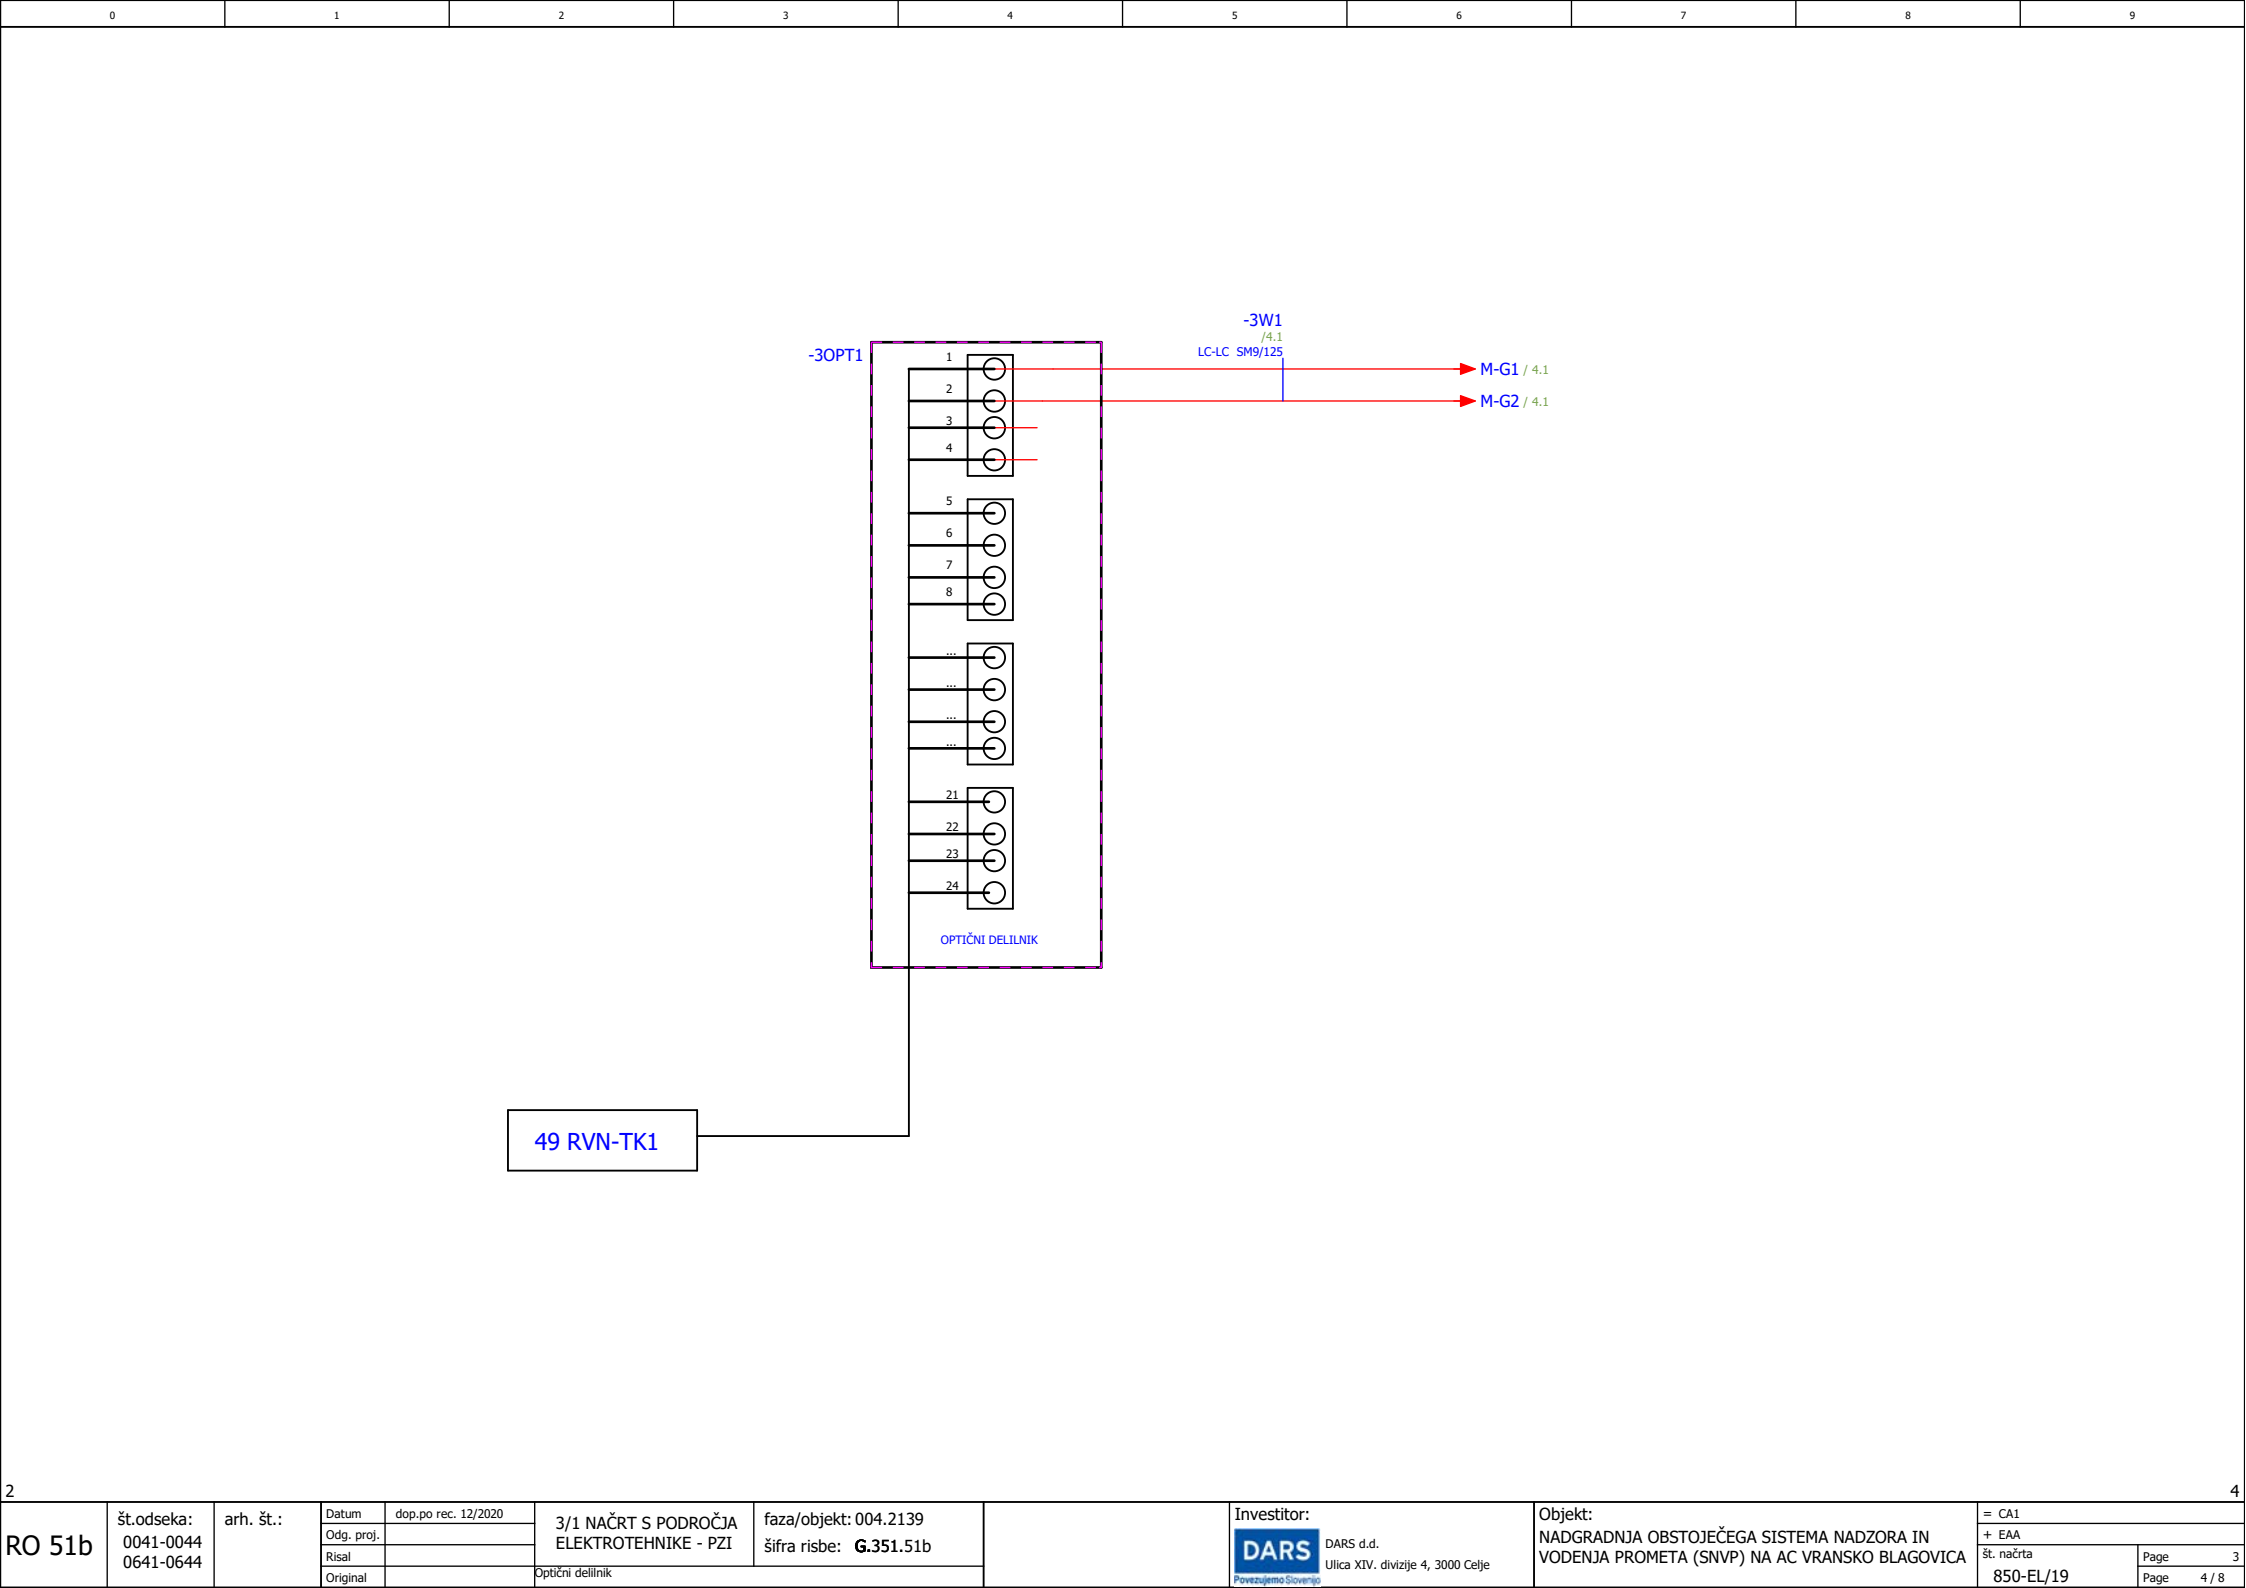 0 1 2 3 4 5 6 7 8 9
-3W1
/4.1
LC-LC SM9/125
-3OPT1
1
M-G1 / 4.1
2
M-G2 / 4.1
3
4
5
6
7
8
...
...
...
...
21
22
23
24
OPTIČNI DELILNIK
49 RVN-TK1
2
4
RO 51b
št.odseka:
0041-0044
0641-0644
arh. št.:
Datum dop.po rec. 12/2020
Odg. proj.
Risal
Original
3/1 NAČRT S PODROČJA
ELEKTROTEHNIKE - PZI
Optični delilnik
faza/objekt: 004.2139
šifra risbe: G.351.51b
Investitor:
DARS
Povezujemo Slovenijo
DARS d.d.
Ulica XIV. divizije 4, 3000 Celje
Objekt:
NADGRADNJA OBSTOJEČEGA SISTEMA NADZORA IN
VODENJA PROMETA (SNVP) NA AC VRANSKO BLAGOVICA
= CA1
+ EAA
št. načrta
850-EL/19
Page 3
Page 4 / 8